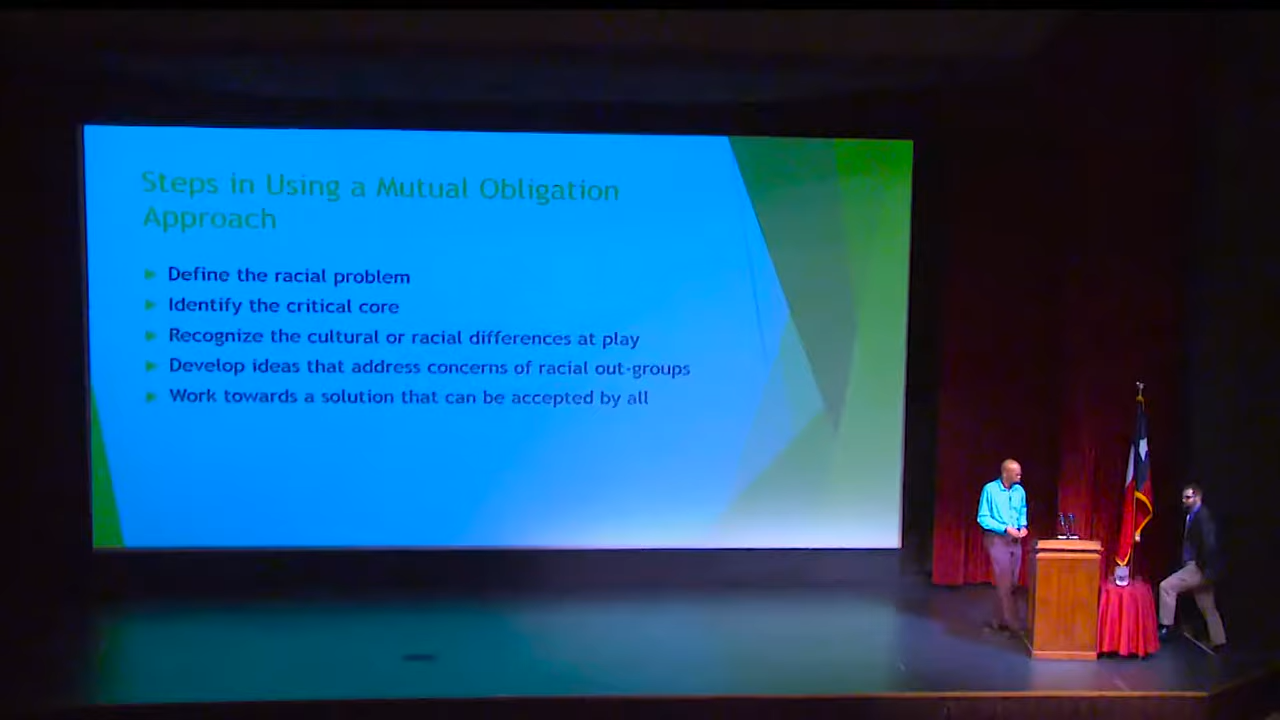 Steps in Using a Mutual Obligation
Approach
Define the racial problem
Identify the critical core
Recognize the cultural or racial differences at play
Develop ideas that address concerns of racial out-groups
Work towards a solution that can be accepted by all